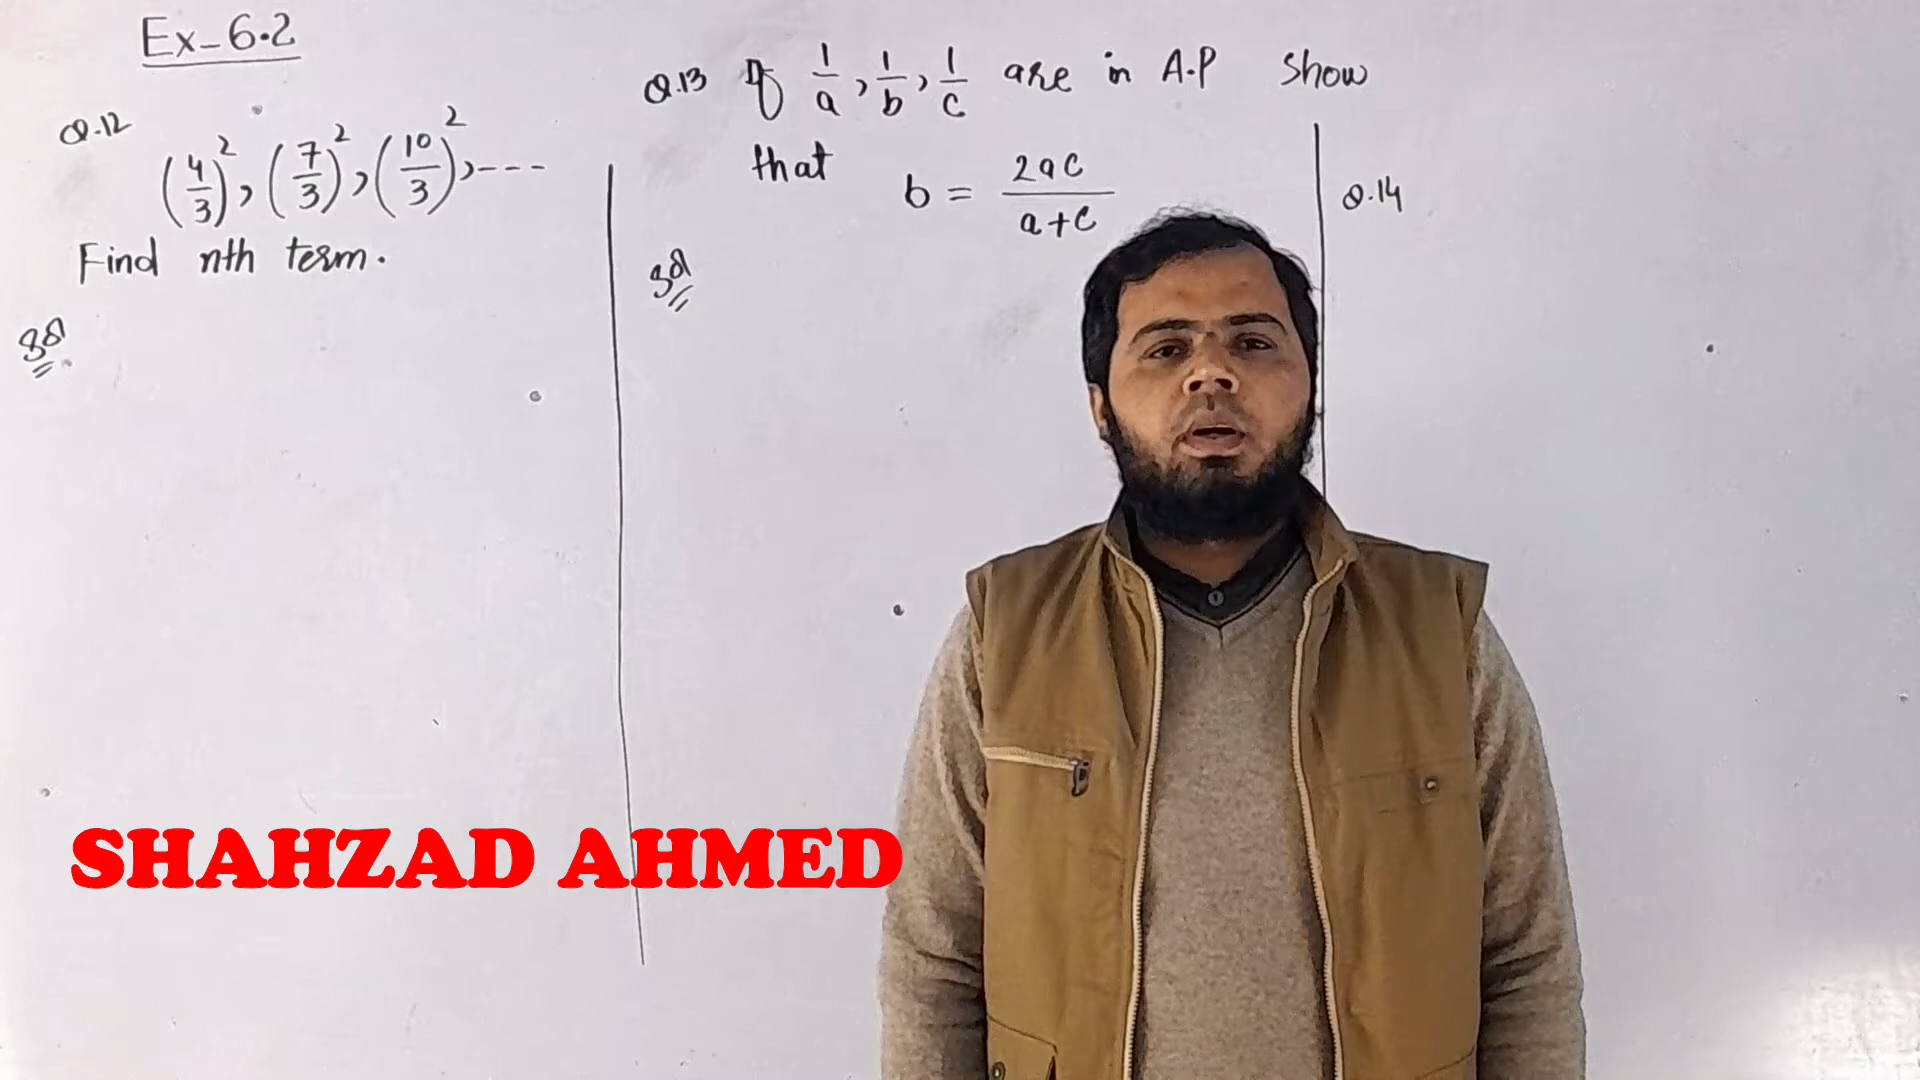 Ex-6.2
Q.12
(4/3)², (7/3)², (10/3)², ----
Find nth term.
Sol
Q.13 If 1/a, 1/b, 1/c are in A.P Show
that b = 2ac/(a+c)
Sol
Q.14
SHAHZAD AHMED